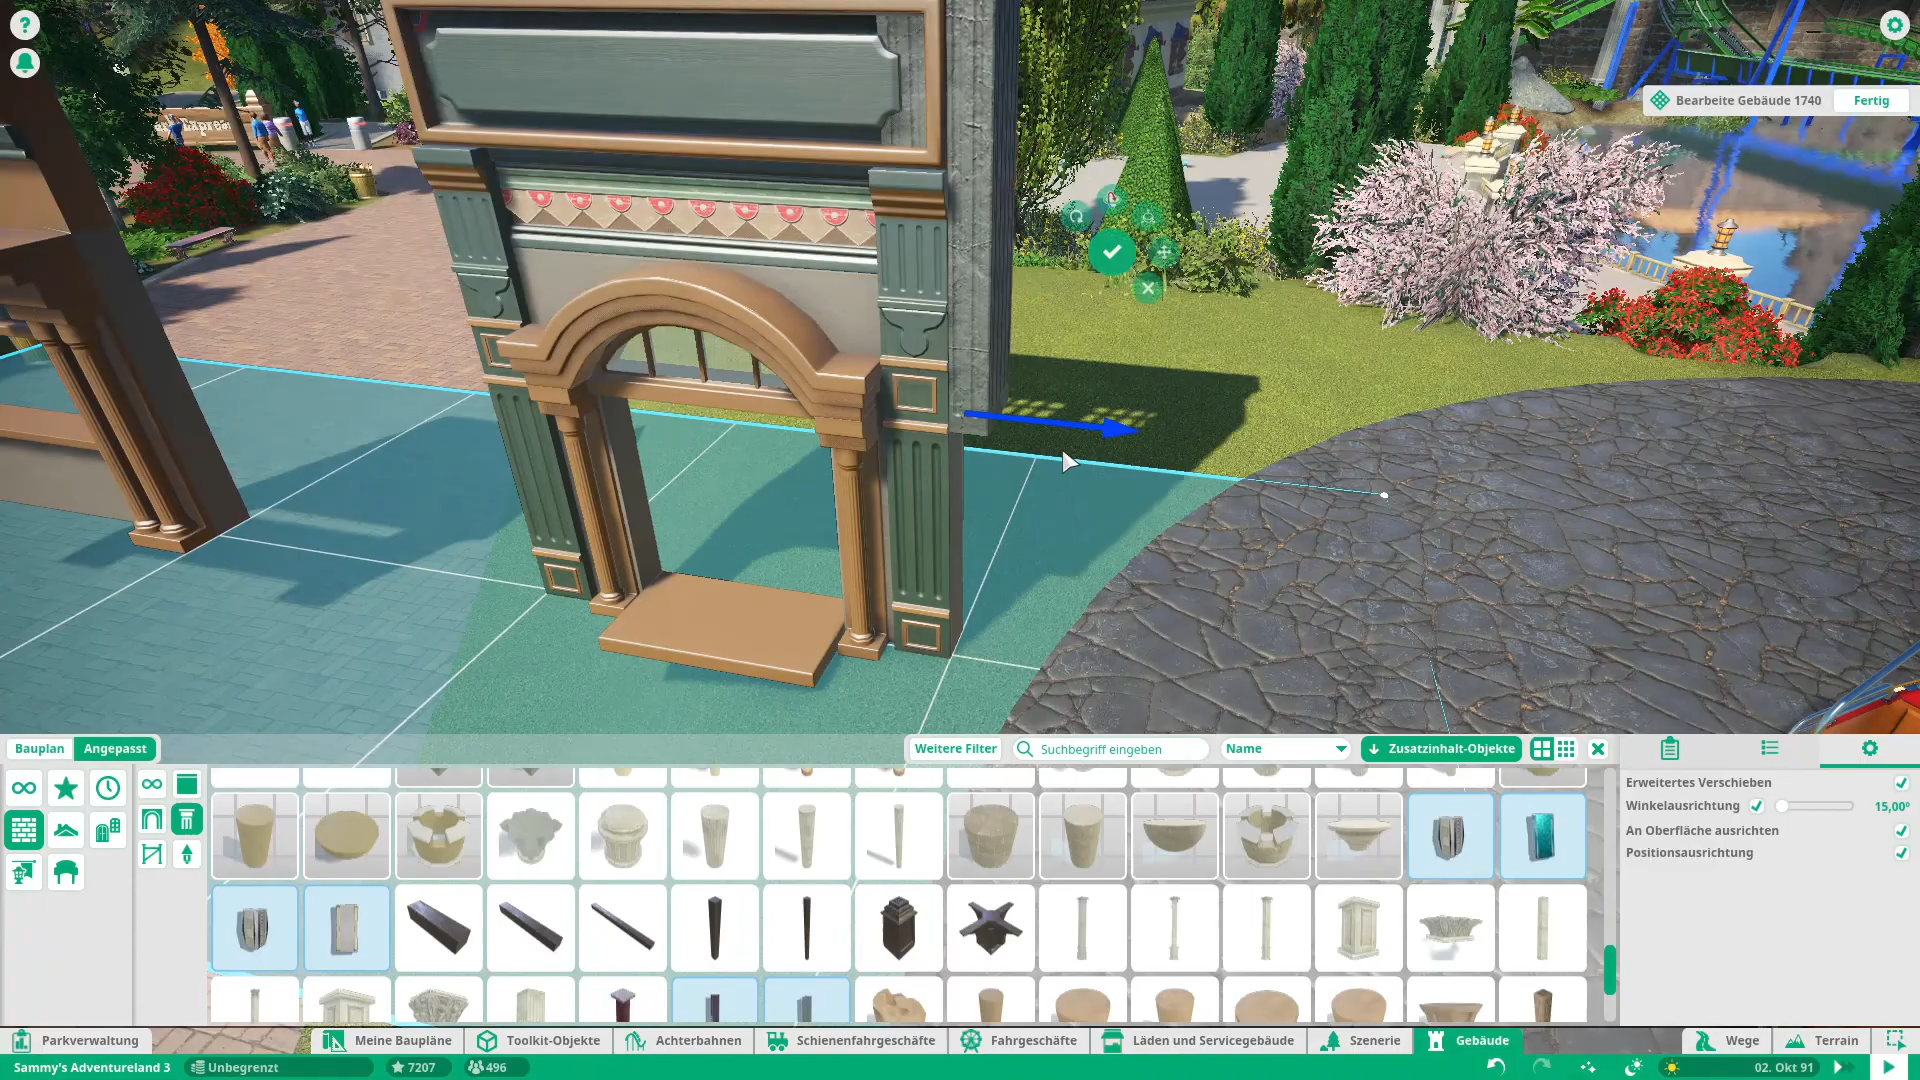 ?
Express
Bearbeite Gebäude 1740
Fertig
Bauplan
Angepasst
Weitere Filter
Suchbegriff eingeben
Name
Zusatzinhalt-Objekte
Erweitertes Verschieben
Winkelausrichtung
15,00°
An Oberfläche ausrichten
Positionsausrichtung
Parkverwaltung
Meine Baupläne
Toolkit-Objekte
Achterbahnen
Schienenfahrgeschäfte
Fahrgeschäfte
Läden und Servicegebäude
Szenerie
Gebäude
Wege
Terrain
Sammy's Adventureland 3
Unbegrenzt
7207
496
02. Okt 91